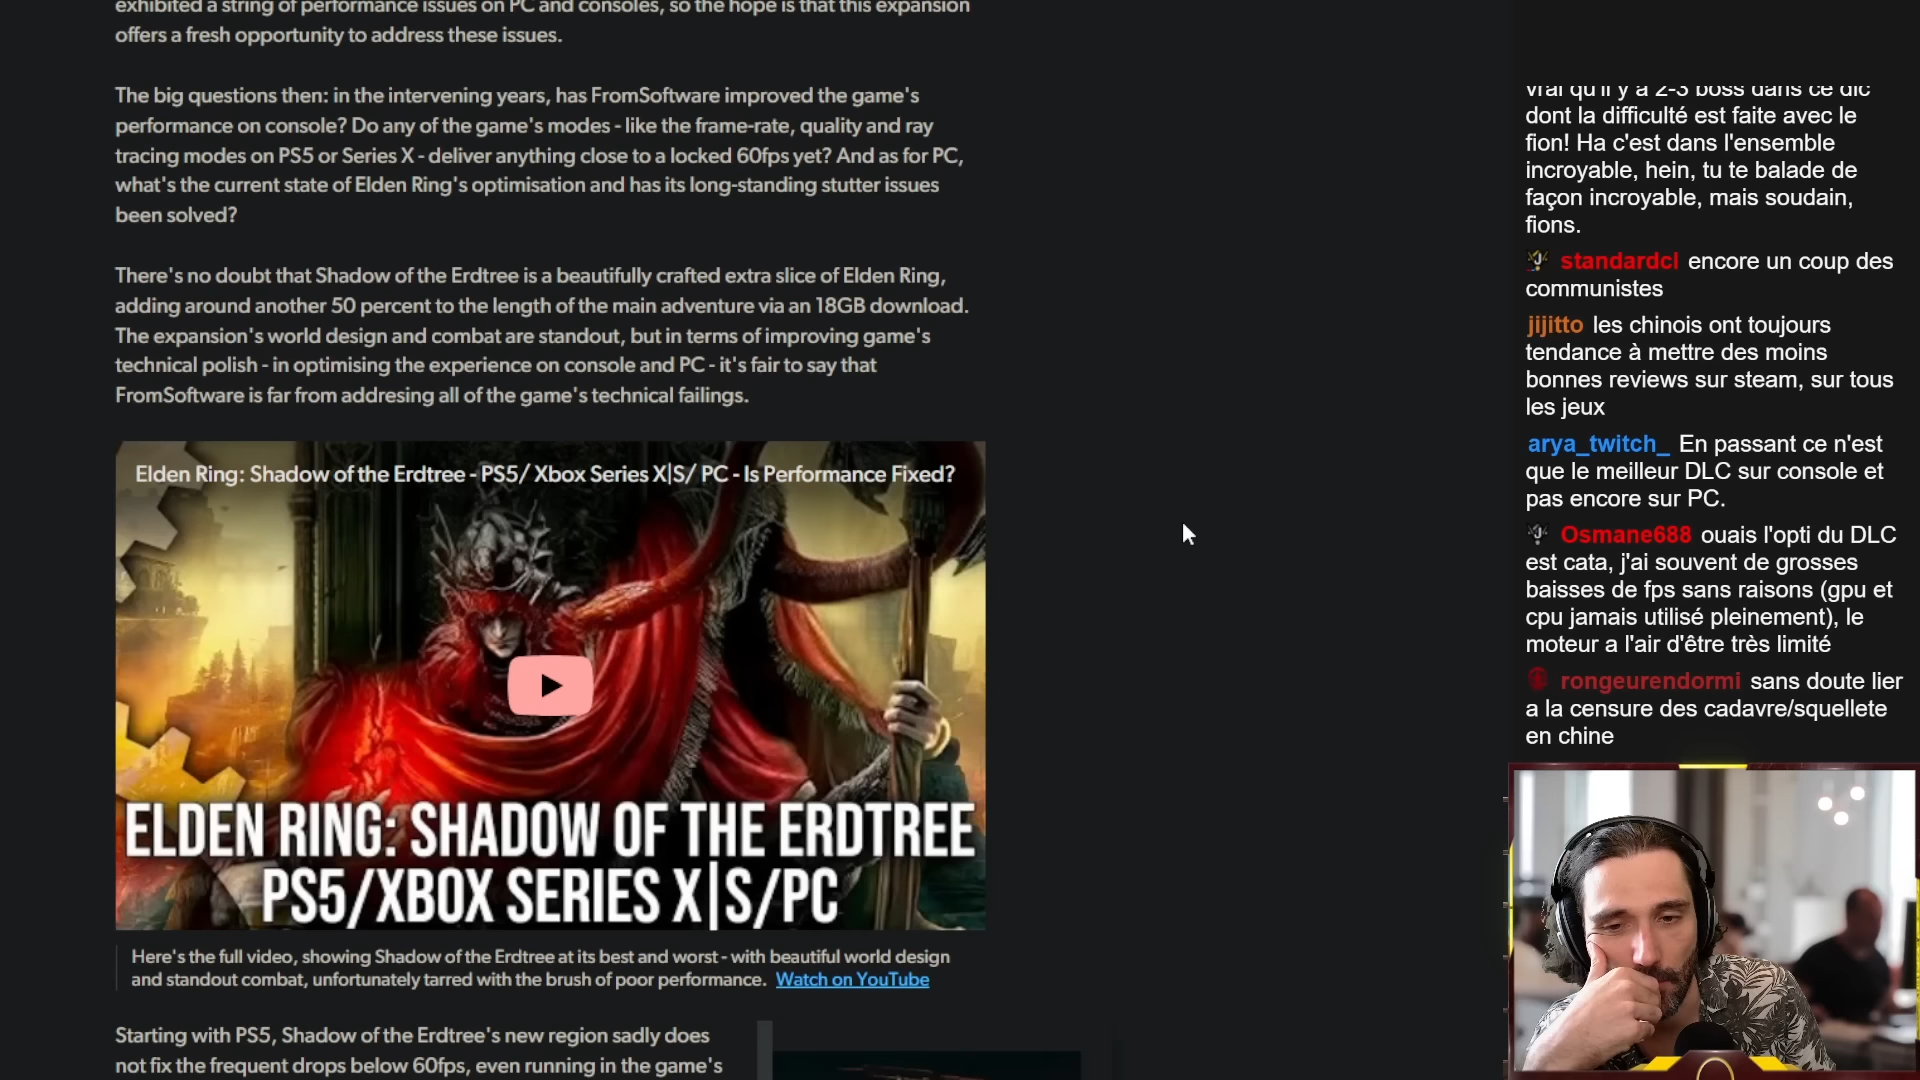 exhibited a string of performance issues on PC and consoles, so the hope is that this expansion
offers a fresh opportunity to address these issues.
The big questions then: in the intervening years, has FromSoftware improved the game's
performance on console? Do any of the game's modes - like the frame-rate, quality and ray
tracing modes on PS5 or Series X - deliver anything close to a locked 60fps yet? And as for PC,
what's the current state of Elden Ring's optimisation and has its long-standing stutter issues
been solved?
There's no doubt that Shadow of the Erdtree is a beautifully crafted extra slice of Elden Ring,
adding around another 50 percent to the length of the main adventure via an 18GB download.
The expansion's world design and combat are standout, but in terms of improving game's
technical polish - in optimising the experience on console and PC - it's fair to say that
FromSoftware is far from addresing all of the game's technical failings.
Elden Ring: Shadow of the Erdtree - PS5/ Xbox Series X|S/ PC - Is Performance Fixed?
ELDEN RING: SHADOW OF THE ERDTREE
PS5/XBOX SERIES X|S/PC
Here's the full video, showing Shadow of the Erdtree at its best and worst - with beautiful world design
and standout combat, unfortunately tarred with the brush of poor performance. Watch on YouTube
Starting with PS5, Shadow of the Erdtree's new region sadly does
not fix the frequent drops below 60fps, even running in the game's
vrai qu'il y a 2-3 boss dans ce dlc
dont la difficulté est faite avec le
fion! Ha c'est dans l'ensemble
incroyable, hein, tu te balade de
façon incroyable, mais soudain,
fions.
standardcl encore un coup des
communistes
jijitto les chinois ont toujours
tendance à mettre des moins
bonnes reviews sur steam, sur tous
les jeux
arya_twitch_ En passant ce n'est
que le meilleur DLC sur console et
pas encore sur PC.
Osmane688 ouais l'opti du DLC
est cata, j'ai souvent de grosses
baisses de fps sans raisons (gpu et
cpu jamais utilisé pleinement), le
moteur a l'air d'être très limité
rongeurendormi sans doute lier
a la censure des cadavre/squellete
en chine